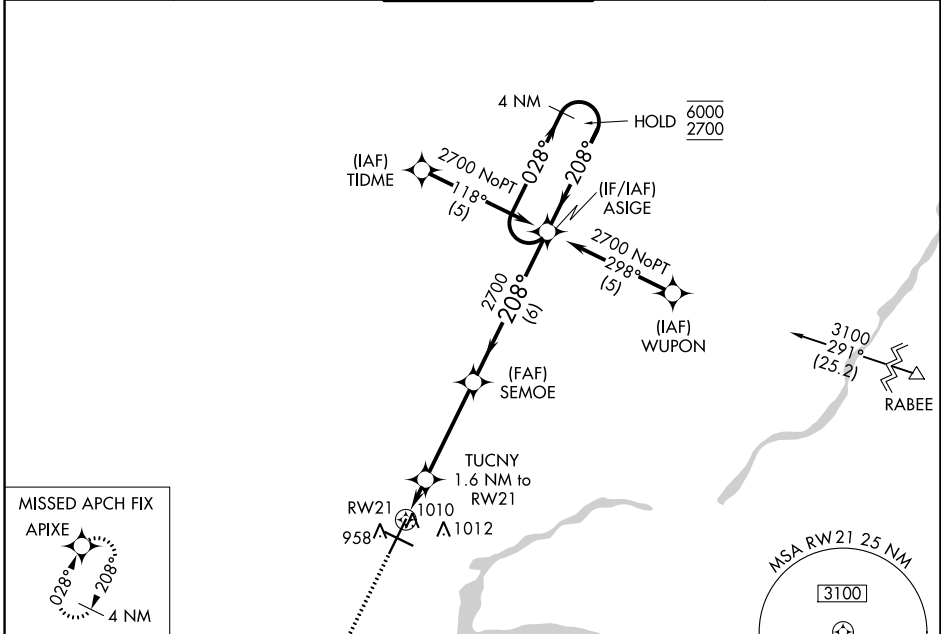 4 NM
HOLD 6000
2700
028°
208°
(IAF)
TIDME
2700 NoPT
118°
(5)
(IF/IAF)
ASIGE
2700 NoPT
298°
(5)
(IAF)
WUPON
2700
208°
(6)
3100
291°
(25.2)
RABEE
(FAF)
SEMOE
TUCNY
1.6 NM to
RW21
RW21
1010
958
1012
MISSED APCH FIX
APIXE
028°
208°
4 NM
MSA RW21 25 NM
3100